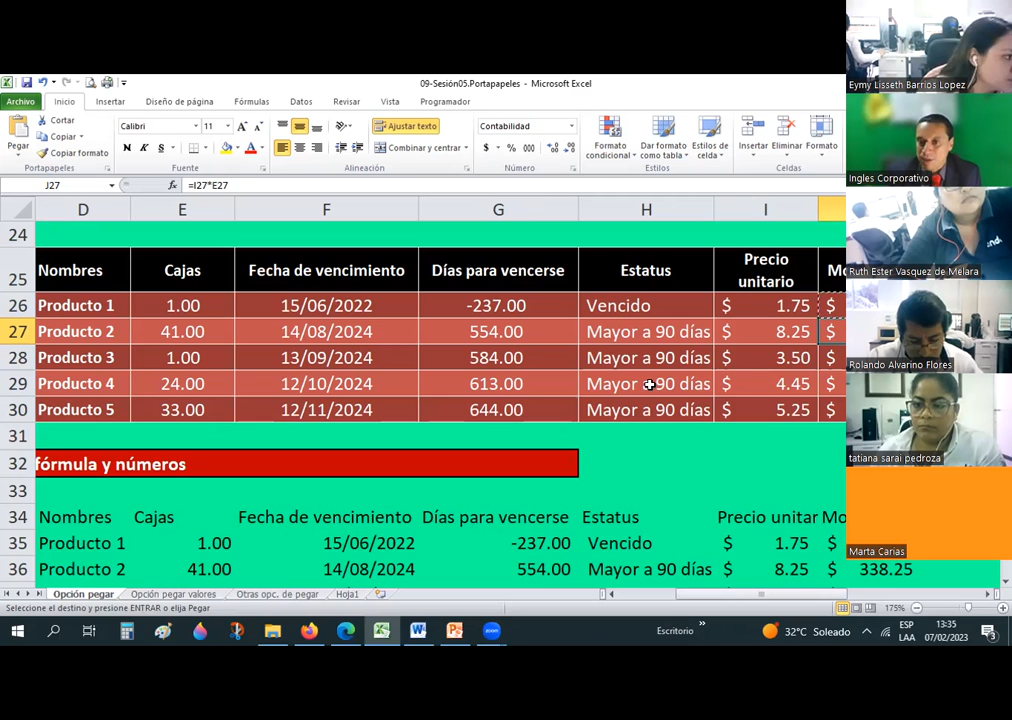 09-Sesión05.Portapapeles - Microsoft Excel
Archivo Inicio Insertar Diseño de página Fórmulas Datos Revisar Vista Programador
Cortar
Copiar
Copiar formato
Pegar
Portapapeles
Calibri 11
N K S
Fuente
Ajustar texto
Combinar y centrar
Alineación
Contabilidad
$ % 000
Número
Formato condicional
Dar formato como tabla
Estilos de celda
Estilos
Insertar Eliminar Formato
Celdas
J27 fx =I27*E27
D E F G H I
24
25 Nombres Cajas Fecha de vencimiento Días para vencerse Estatus Precio unitario Mo
26 Producto 1 1.00 15/06/2022 -237.00 Vencido $ 1.75 $
27 Producto 2 41.00 14/08/2024 554.00 Mayor a 90 días $ 8.25 $
28 Producto 3 1.00 13/09/2024 584.00 Mayor a 90 días $ 3.50 $
29 Producto 4 24.00 12/10/2024 613.00 Mayor 90 días $ 4.45 $
30 Producto 5 33.00 12/11/2024 644.00 Mayor a 90 días $ 5.25 $
31
32 fórmula y números
33
34 Nombres Cajas Fecha de vencimiento Días para vencerse Estatus Precio unitar Mo
35 Producto 1 1.00 15/06/2022 -237.00 Vencido $ 1.75 $
36 Producto 2 41.00 14/08/2024 554.00 Mayor a 90 días $ 8.25 $ 338.25
Opción pegar Opción pegar valores Otras opc. de pegar Hoja1
Seleccione el destino y presione ENTRAR o elija Pegar 175%
Escritorio 32°C Soleado ESP LAA 13:35 07/02/2023 3
Eymy Lisseth Barrios Lopez
Ingles Corporativo
Ruth Ester Vasquez de Melara
Rolando Alvarino Flores
tatiana sarai pedroza
Marta Carias